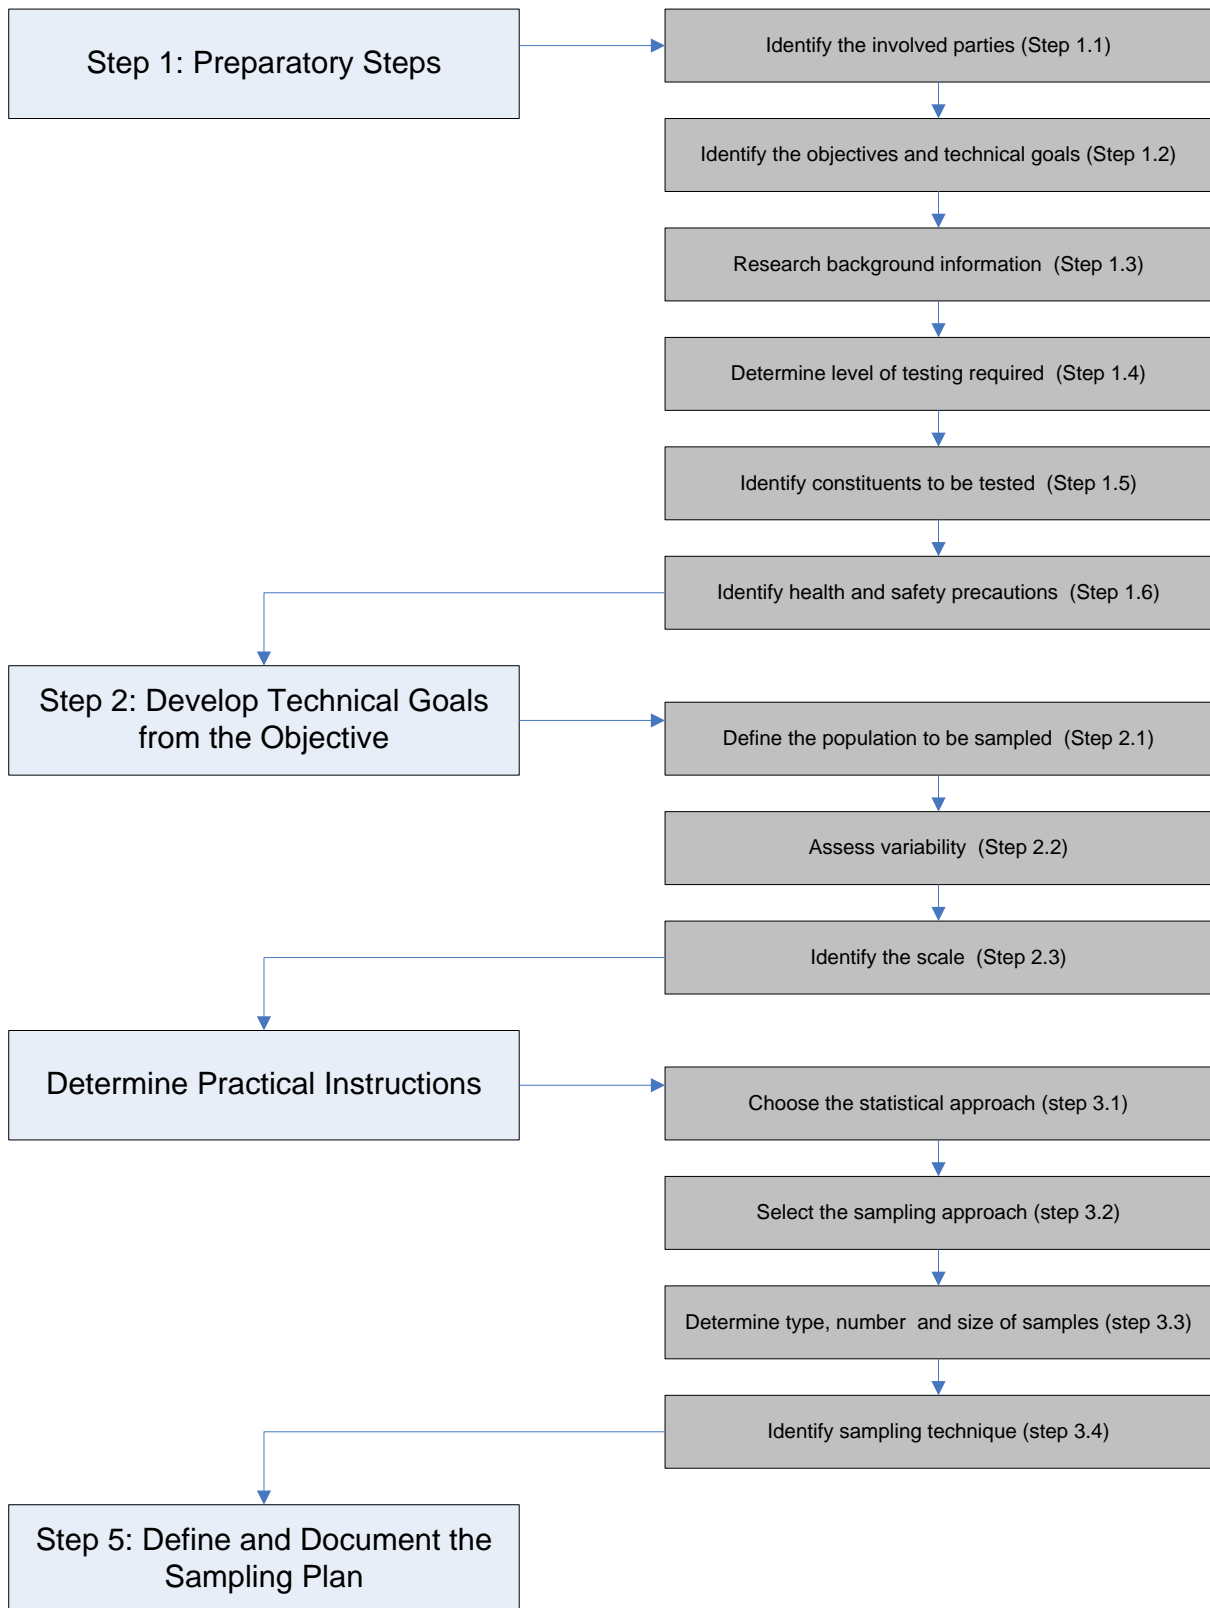 Step 1: Preparatory Steps
Identify the involved parties (Step 1.1)
Identify the objectives and technical goals (Step 1.2)
Research background information  (Step 1.3)
Determine level of testing required  (Step 1.4)
Identify constituents to be tested  (Step 1.5)
Identify health and safety precautions  (Step 1.6)
Step 2: Develop Technical Goals
from the Objective
Define the population to be sampled  (Step 2.1)
Assess variability  (Step 2.2)
Identify the scale  (Step 2.3)
Determine Practical Instructions
Choose the statistical approach (step 3.1)
Select the sampling approach (step 3.2)
Determine type, number  and size of samples (step 3.3)
Identify sampling technique (step 3.4)
Step 5: Define and Document the
Sampling Plan